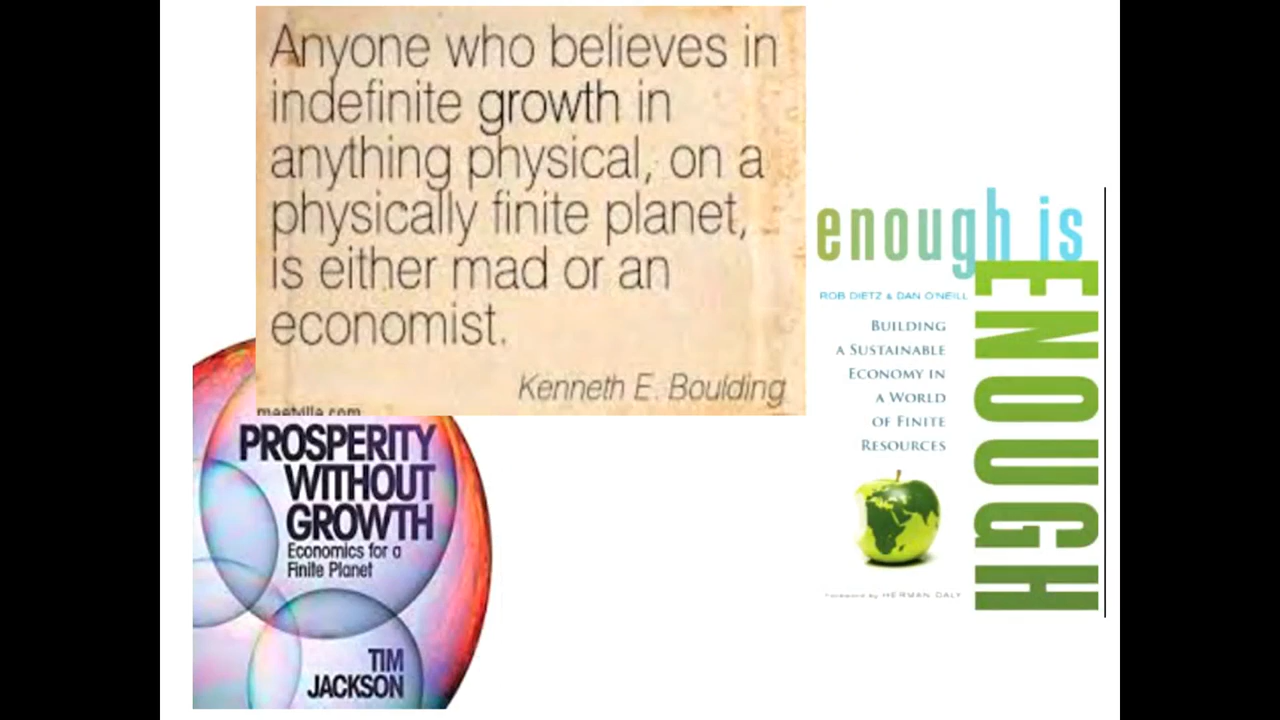 Anyone who believes in
indefinite growth in
anything physical, on a
physically finite planet,
is either mad or an
economist.
Kenneth E. Boulding
meetville.com
PROSPERITY
WITHOUT
GROWTH
Economics for a
Finite Planet
TIM
JACKSON
enough is
ENOUGH
ROB DIETZ & DAN O'NEILL
BUILDING
A SUSTAINABLE
ECONOMY IN
A WORLD
OF FINITE
RESOURCES
Foreword by HERMAN DALY